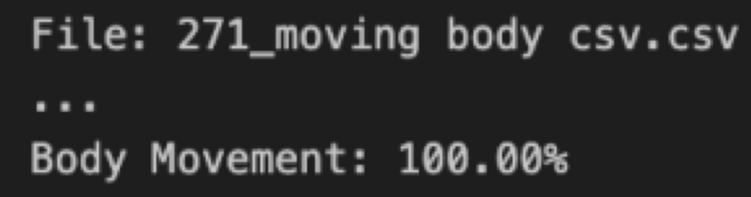 File: 271_moving body csv.csv
...
Body Movement: 100.00%